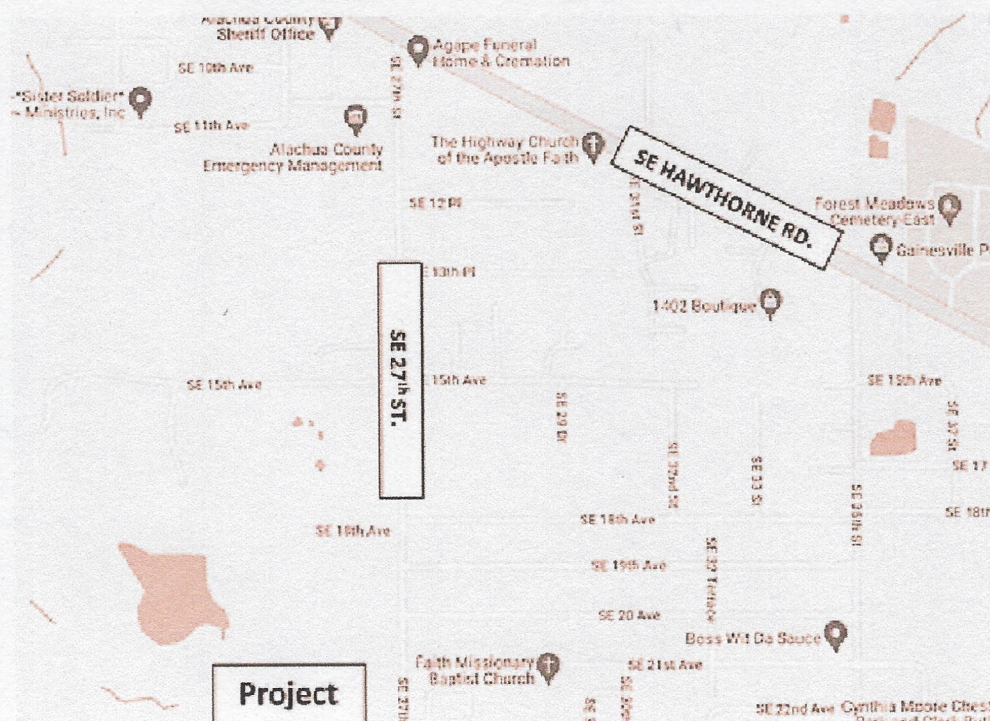 Alachua County
Sheriff Office
Agape Funeral
Home & Cremation
SE 10th Ave
SE 27th St
"Sister Soldier"
Ministries, Inc
SE 11th Ave
Alachua County
Emergency Management
The Highway Church
of the Apostle Faith
SE HAWTHORNE RD.
SE 31st St
SE 12 Pl
Forest Meadows
Cemetery-East
Gainesville P
E 13th Pl
1402 Boutique
SE 27th ST.
SE 15th Ave
15th Ave
SE 15th Ave
SE 29 Dr
SE 37 St
SE 32nd St
SE 33 St
SE 17
SE 35th St
SE 18th
SE 18th Ave
SE 18th Ave
SE 19th Ave
SE 32 Terrace
SE 20 Ave
Boss Wit Da Sauce
Faith Missionary
Baptist Church
SE 21st Ave
Project
SE 27th
SE 22nd Ave
Cynthia Moore Chest